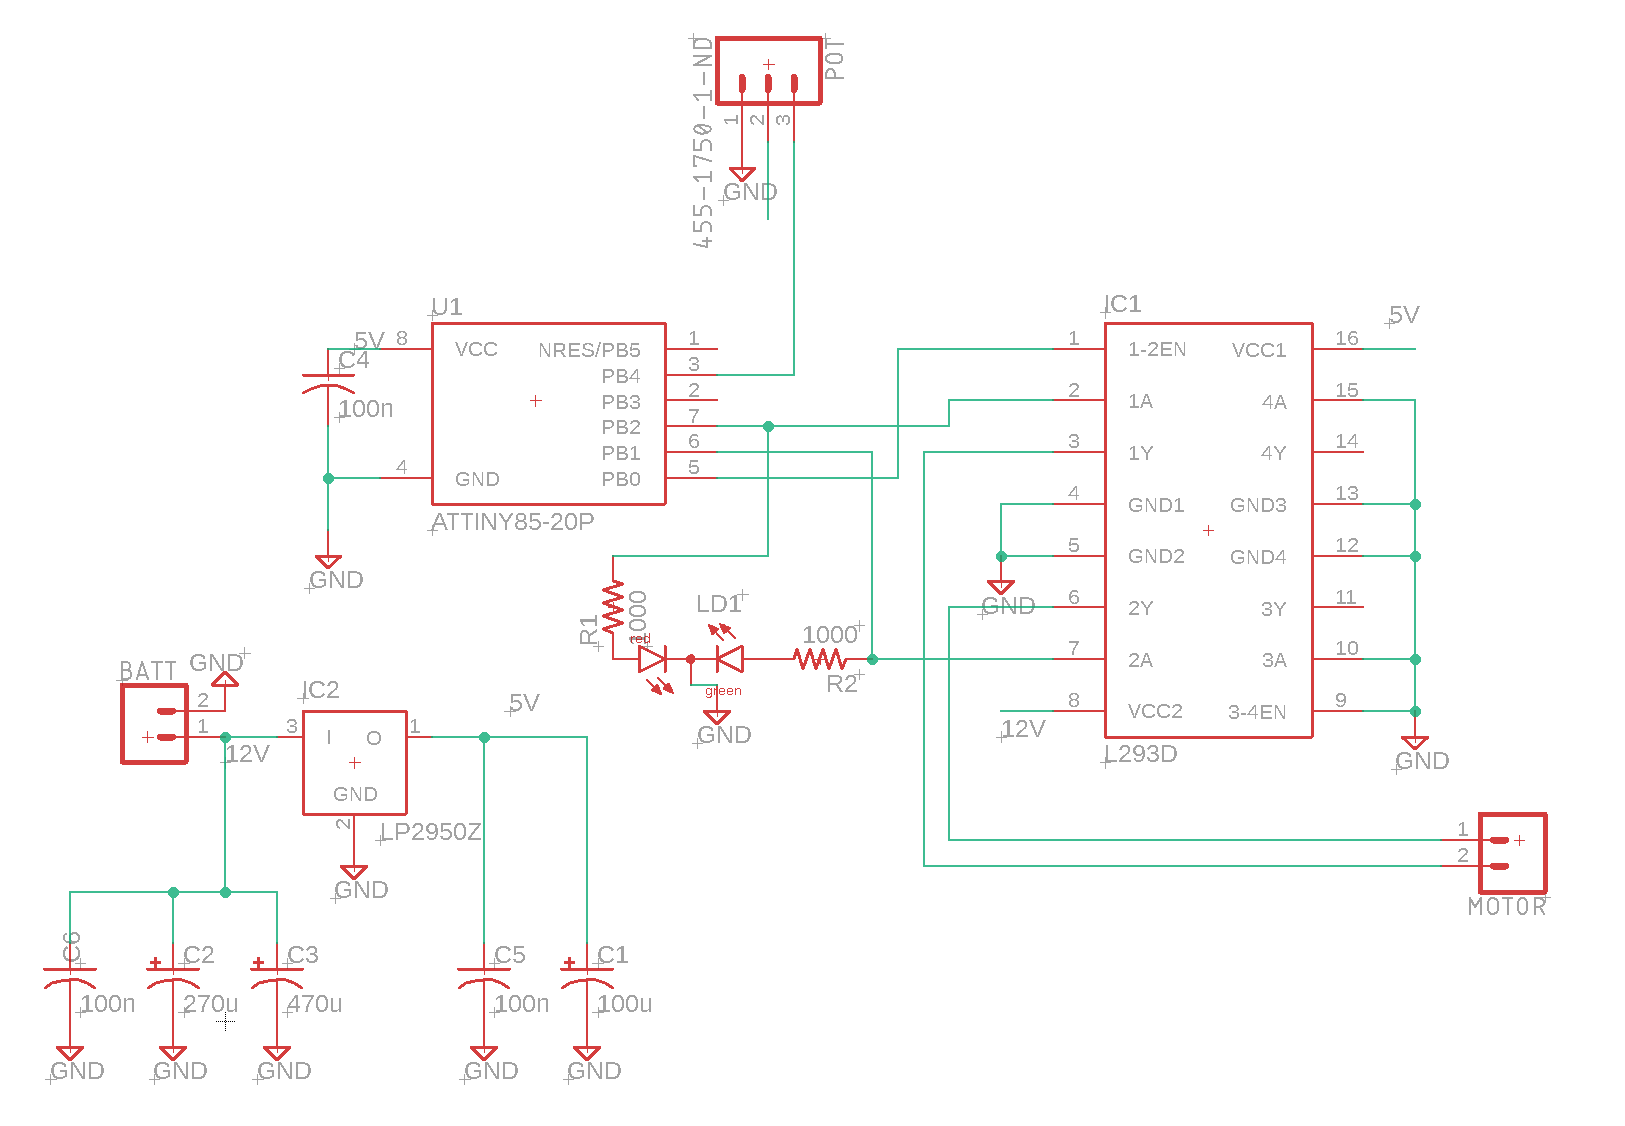 455-1750-1-ND
POT
1
2
3
GND
U1
5V
8
C4
100n
4
GND
VCC
GND
NRES/PB5
PB4
PB3
PB2
PB1
PB0
1
3
2
7
6
5
ATTINY85-20P
IC1
1
2
3
4
5
6
7
8
1-2EN
1A
1Y
GND1
GND2
2Y
2A
VCC2
VCC1
4A
4Y
GND3
GND4
3Y
3A
3-4EN
16
15
14
13
12
11
10
9
5V
GND
12V
L293D
GND
R1
1000
red
LD1
green
GND
1000
R2
BATT
GND
2
1
12V
IC2
3
I
O
GND
1
2
LP2950Z
GND
5V
C6
100n
GND
C2
270u
GND
C3
470u
GND
C5
100n
GND
C1
100u
GND
1
2
MOTOR